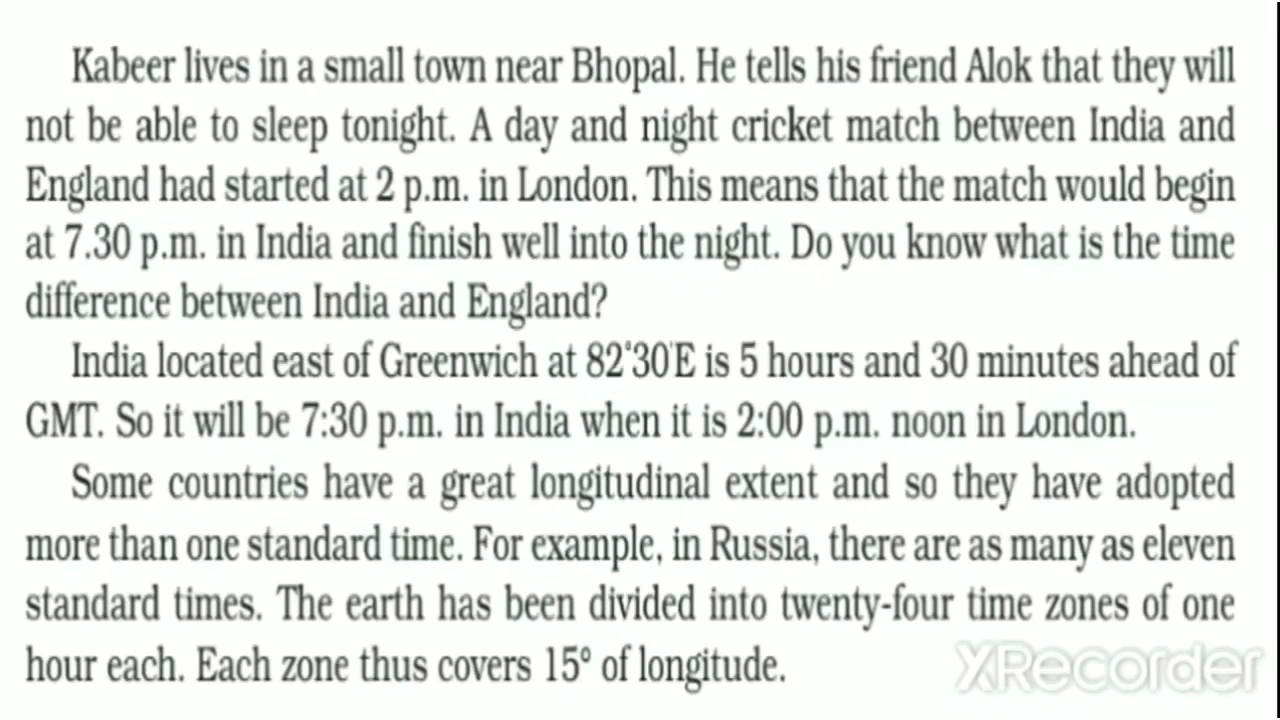 Kabeer lives in a small town near Bhopal. He tells his friend Alok that they will
not be able to sleep tonight. A day and night cricket match between India and
England had started at 2 p.m. in London. This means that the match would begin
at 7.30 p.m. in India and finish well into the night. Do you know what is the time
difference between India and England?
India located east of Greenwich at 82°30'E is 5 hours and 30 minutes ahead of
GMT. So it will be 7:30 p.m. in India when it is 2:00 p.m. noon in London.
Some countries have a great longitudinal extent and so they have adopted
more than one standard time. For example, in Russia, there are as many as eleven
standard times. The earth has been divided into twenty-four time zones of one
hour each. Each zone thus covers 15° of longitude.
XRecorder